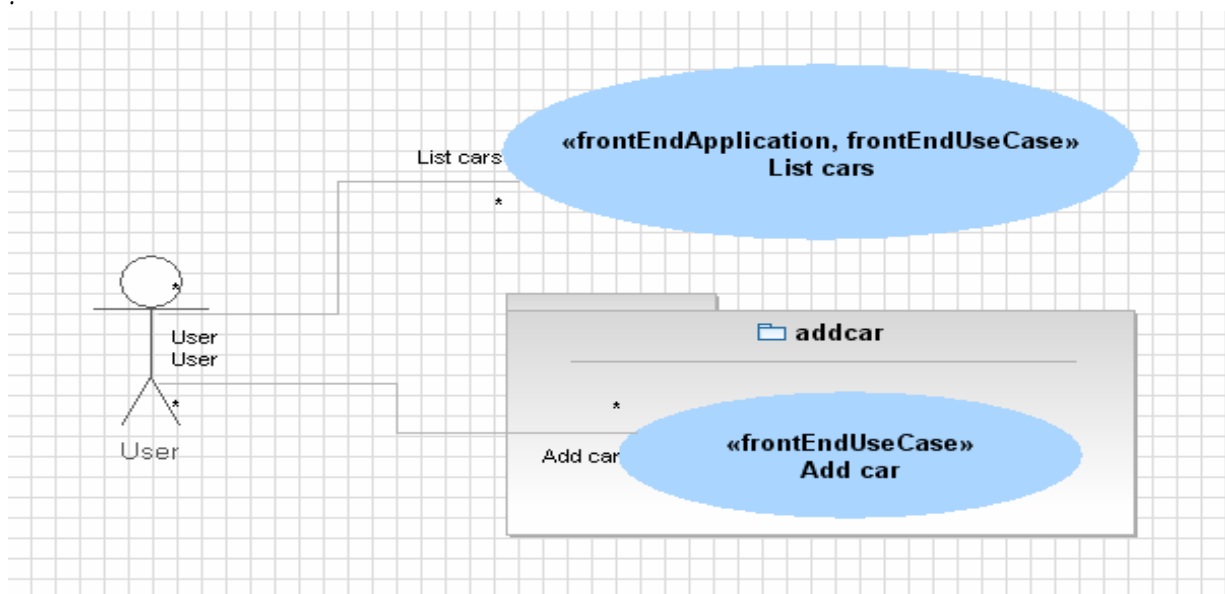 «frontEndApplication, frontEndUseCase»
List cars
List cars
*
*
User
User
*
User
addcar
*
Add car
«frontEndUseCase»
Add car